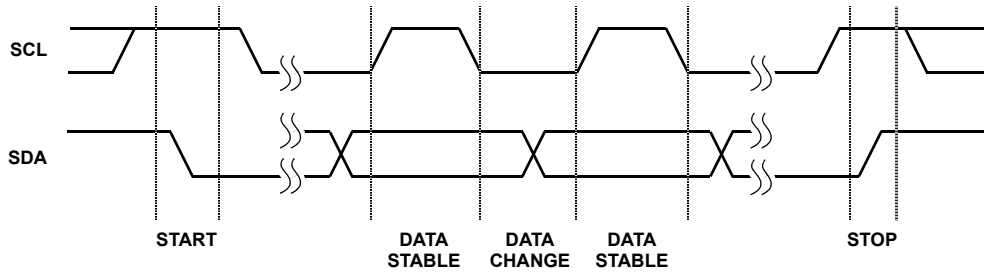 SCL
SDA
START
DATA
STABLE
DATA
CHANGE
DATA
STABLE
STOP